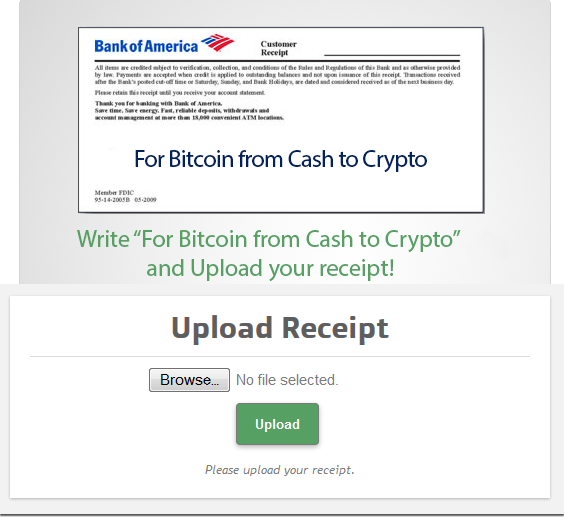 Bank of America Customer
Receipt
All items are credited subject to verification, collection, and conditions of the Rules and Regulations of this Bank and as otherwise provided
by law. Payments are accepted when credit is applied to outstanding balances and not upon issuance of this receipt. Transactions received
after the Bank's posted cut-off time or Saturday, Sunday, and Bank Holidays, are dated and considered received as of the next business day.
Please retain this receipt until you receive your account statement.
Thank you for banking with Bank of America.
Save time. Save energy. Fast, reliable deposits, withdrawals and
account management at more than 18,000 convenient ATM locations.
For Bitcoin from Cash to Crypto
Member FDIC
95-14-2005B 05-2009
Write “For Bitcoin from Cash to Crypto”
and Upload your receipt!
Upload Receipt
Browse... No file selected.
Upload
Please upload your receipt.